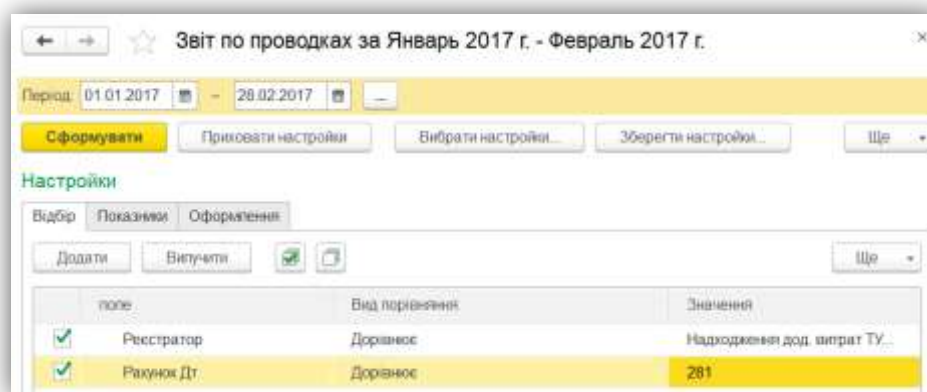 Звіт по проводках за Январь 2017 г. - Февраль 2017 г.
Період: 01.01.2017 – 28.02.2017 ...
Сформувати Приховати настройки Вибрати настройки... Зберегти настройки... Ще
Настройки
Відбір Показники Оформлення
Додати Вилучити Ще
поле Вид порівняння Значення
Реєстратор Дорівнює Надходження дод. витрат ТУ...
Рахунок Дт Дорівнює 281